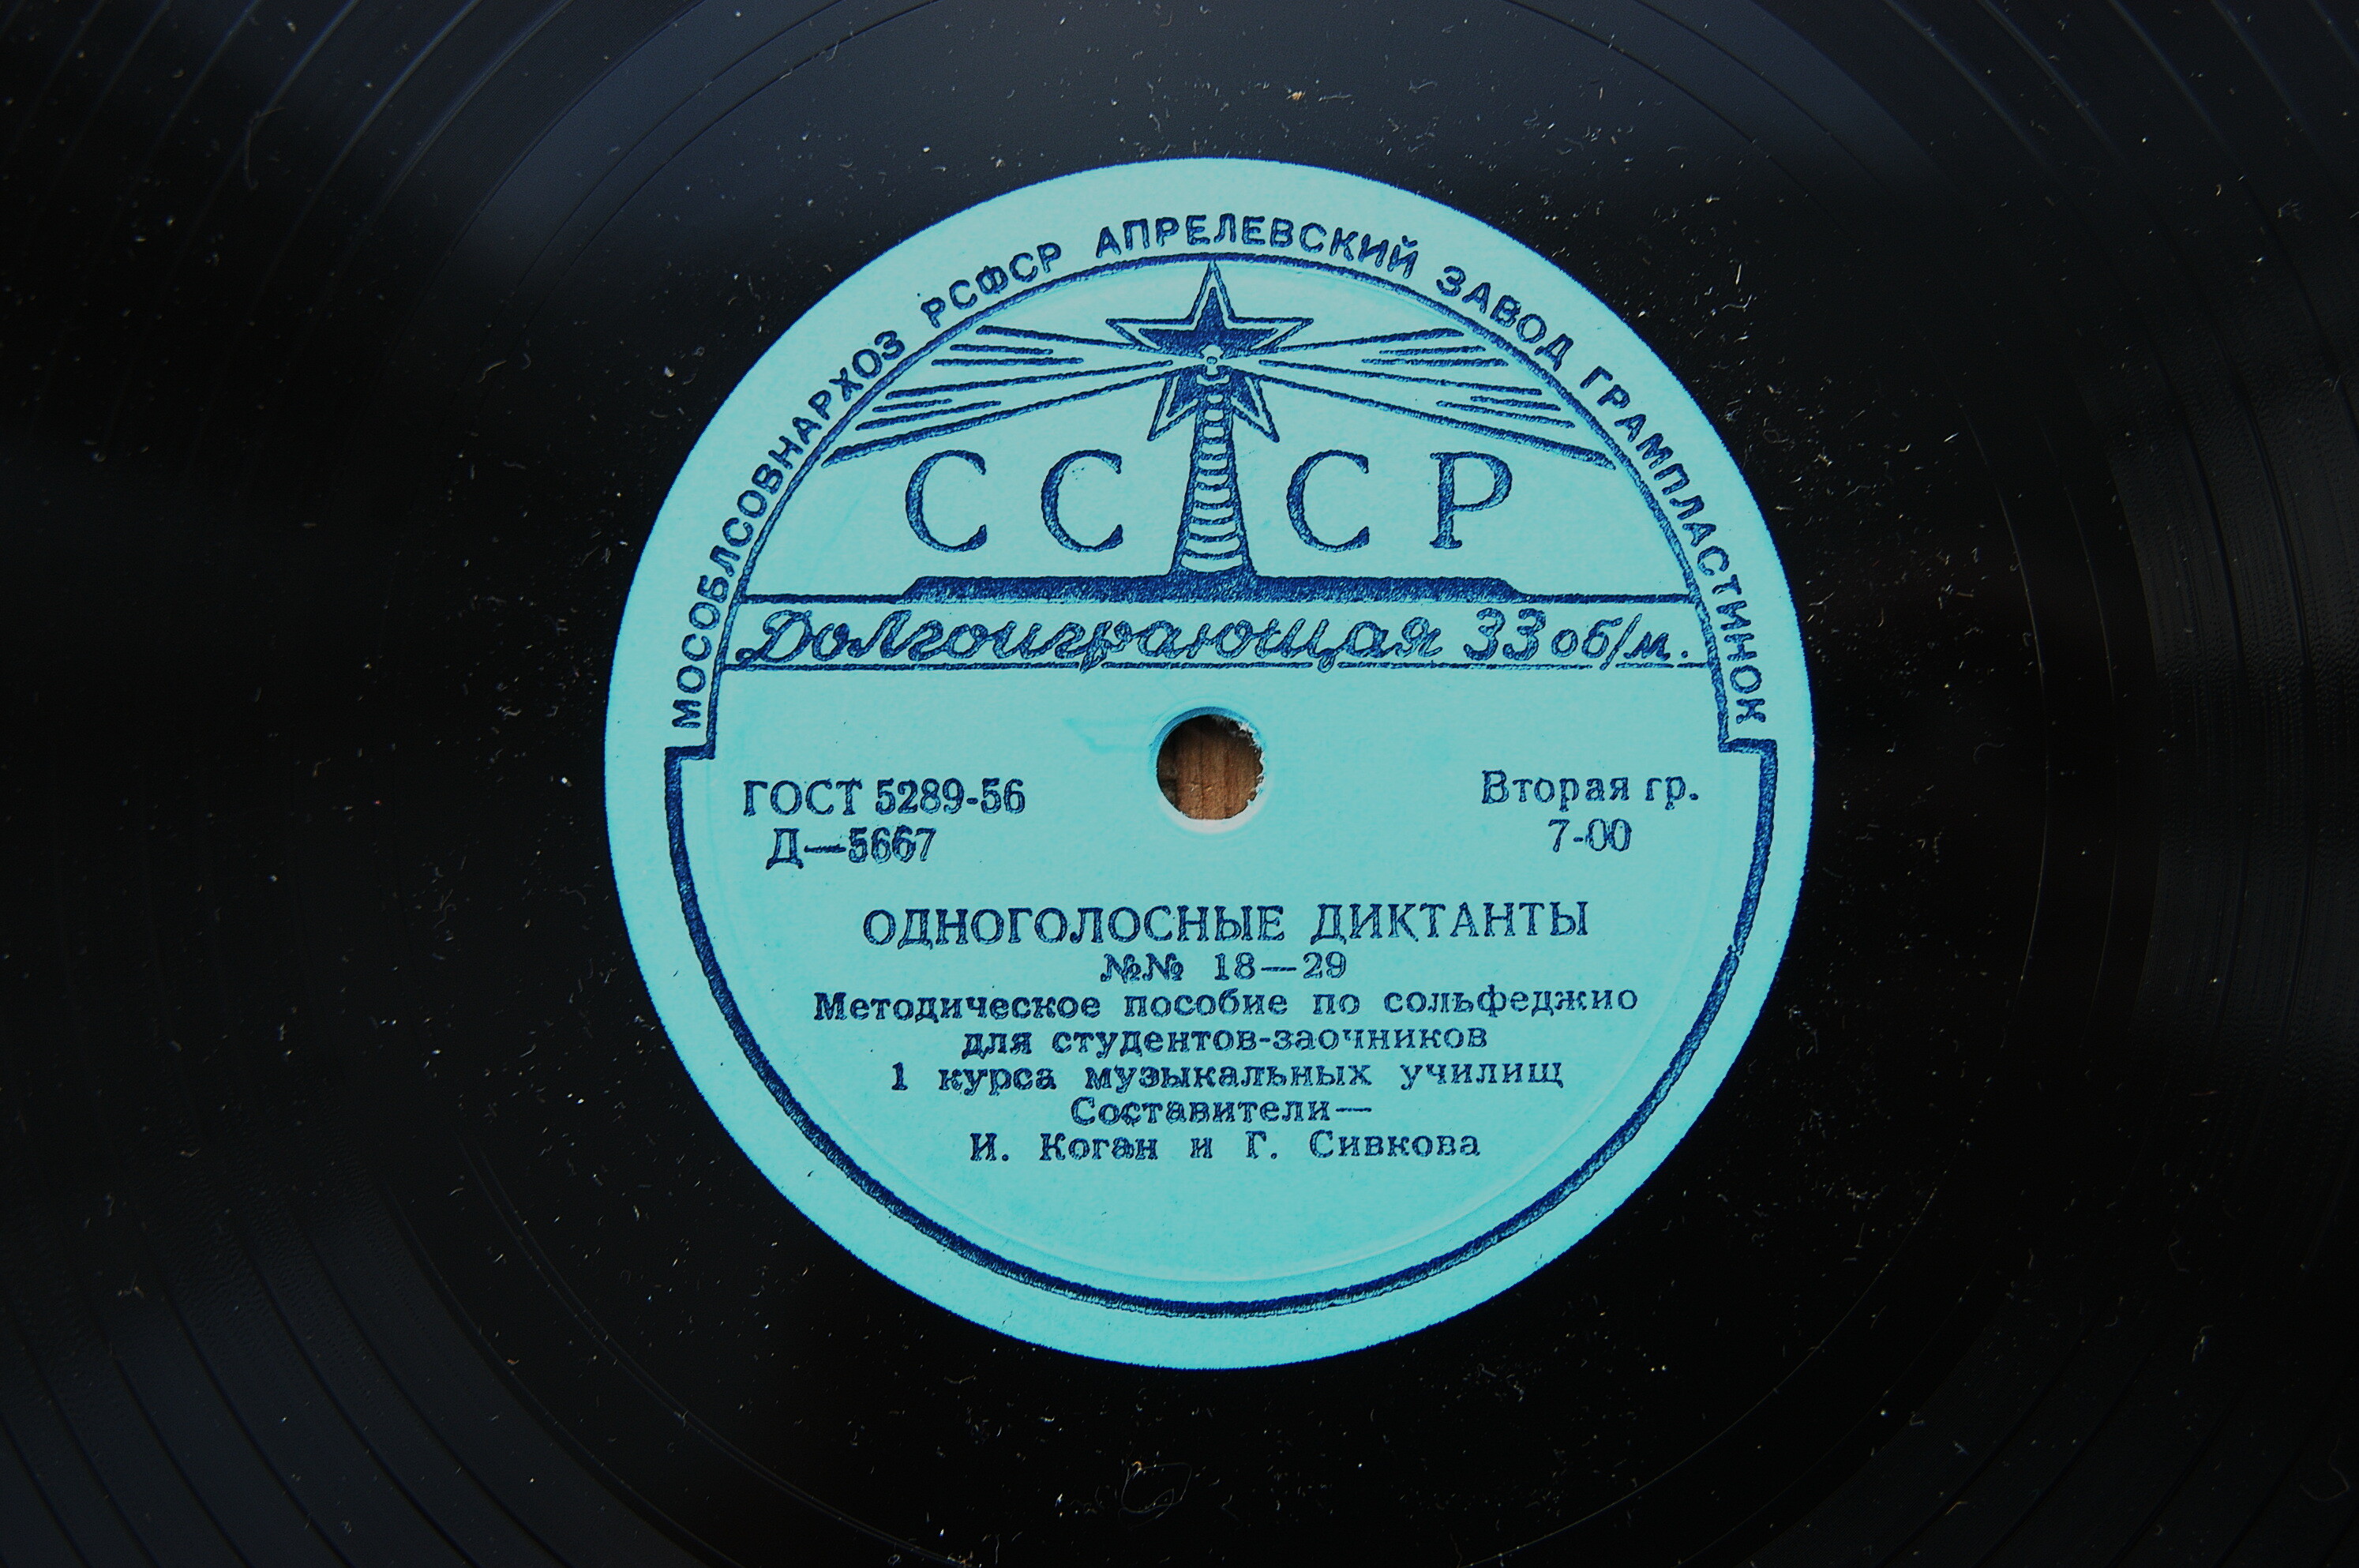 МОСОБЛСОВНАРХОЗ РСФСР АПРЕЛЕВСКИЙ ЗАВОД ГРАМПЛАСТИНОК
СССР
Долгоиграющая 33 об/м.
ГОСТ 5289-56
Д—5667
Вторая гр.
7-00
ОДНОГОЛОСНЫЕ ДИКТАНТЫ
№№ 18—29
Методическое пособие по сольфеджио
для студентов-заочников
1 курса музыкальных училищ
Составители—
И. Коган и Г. Сивкова